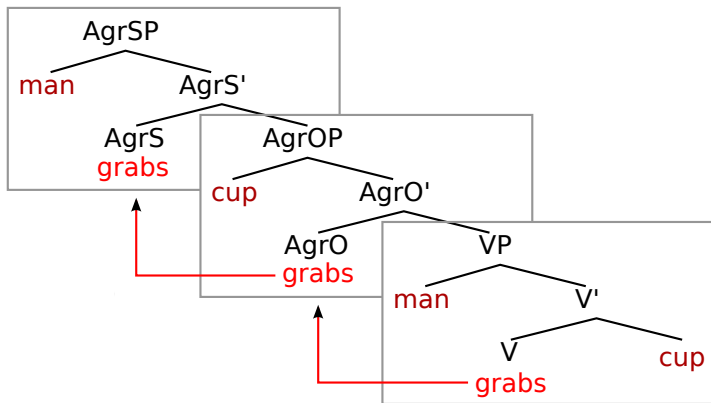 AgrSP
man AgrS'
AgrS AgrOP
grabs cup AgrO'
AgrO VP
grabs man V'
V cup
grabs